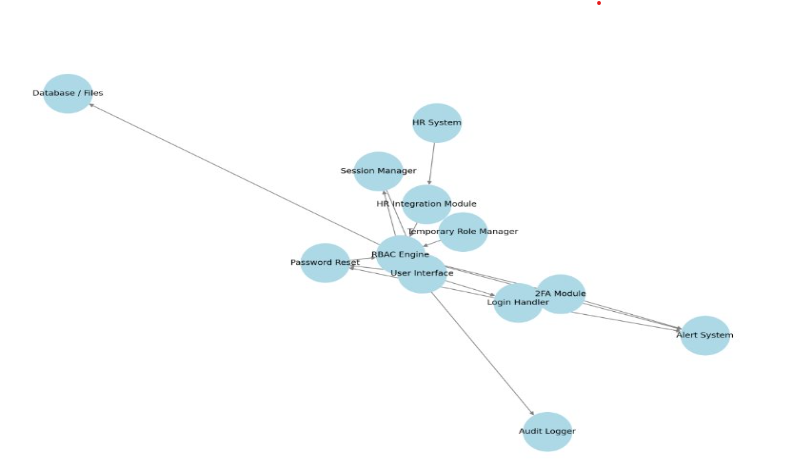 Database / Files
HR System
Session Manager
HR Integration Module
Temporary Role Manager
RBAC Engine
Password Reset
User Interface
2FA Module
Login Handler
Alert System
Audit Logger